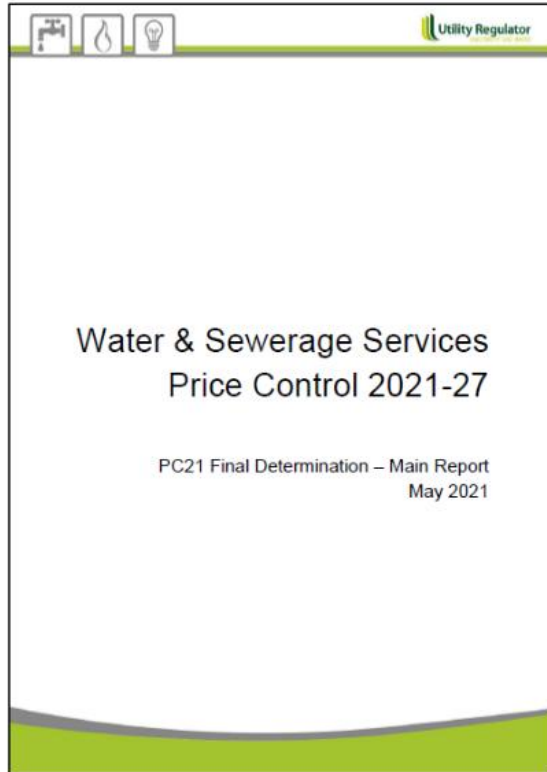 Utility Regulator
Water & Sewerage Services
Price Control 2021-27
PC21 Final Determination – Main Report
May 2021